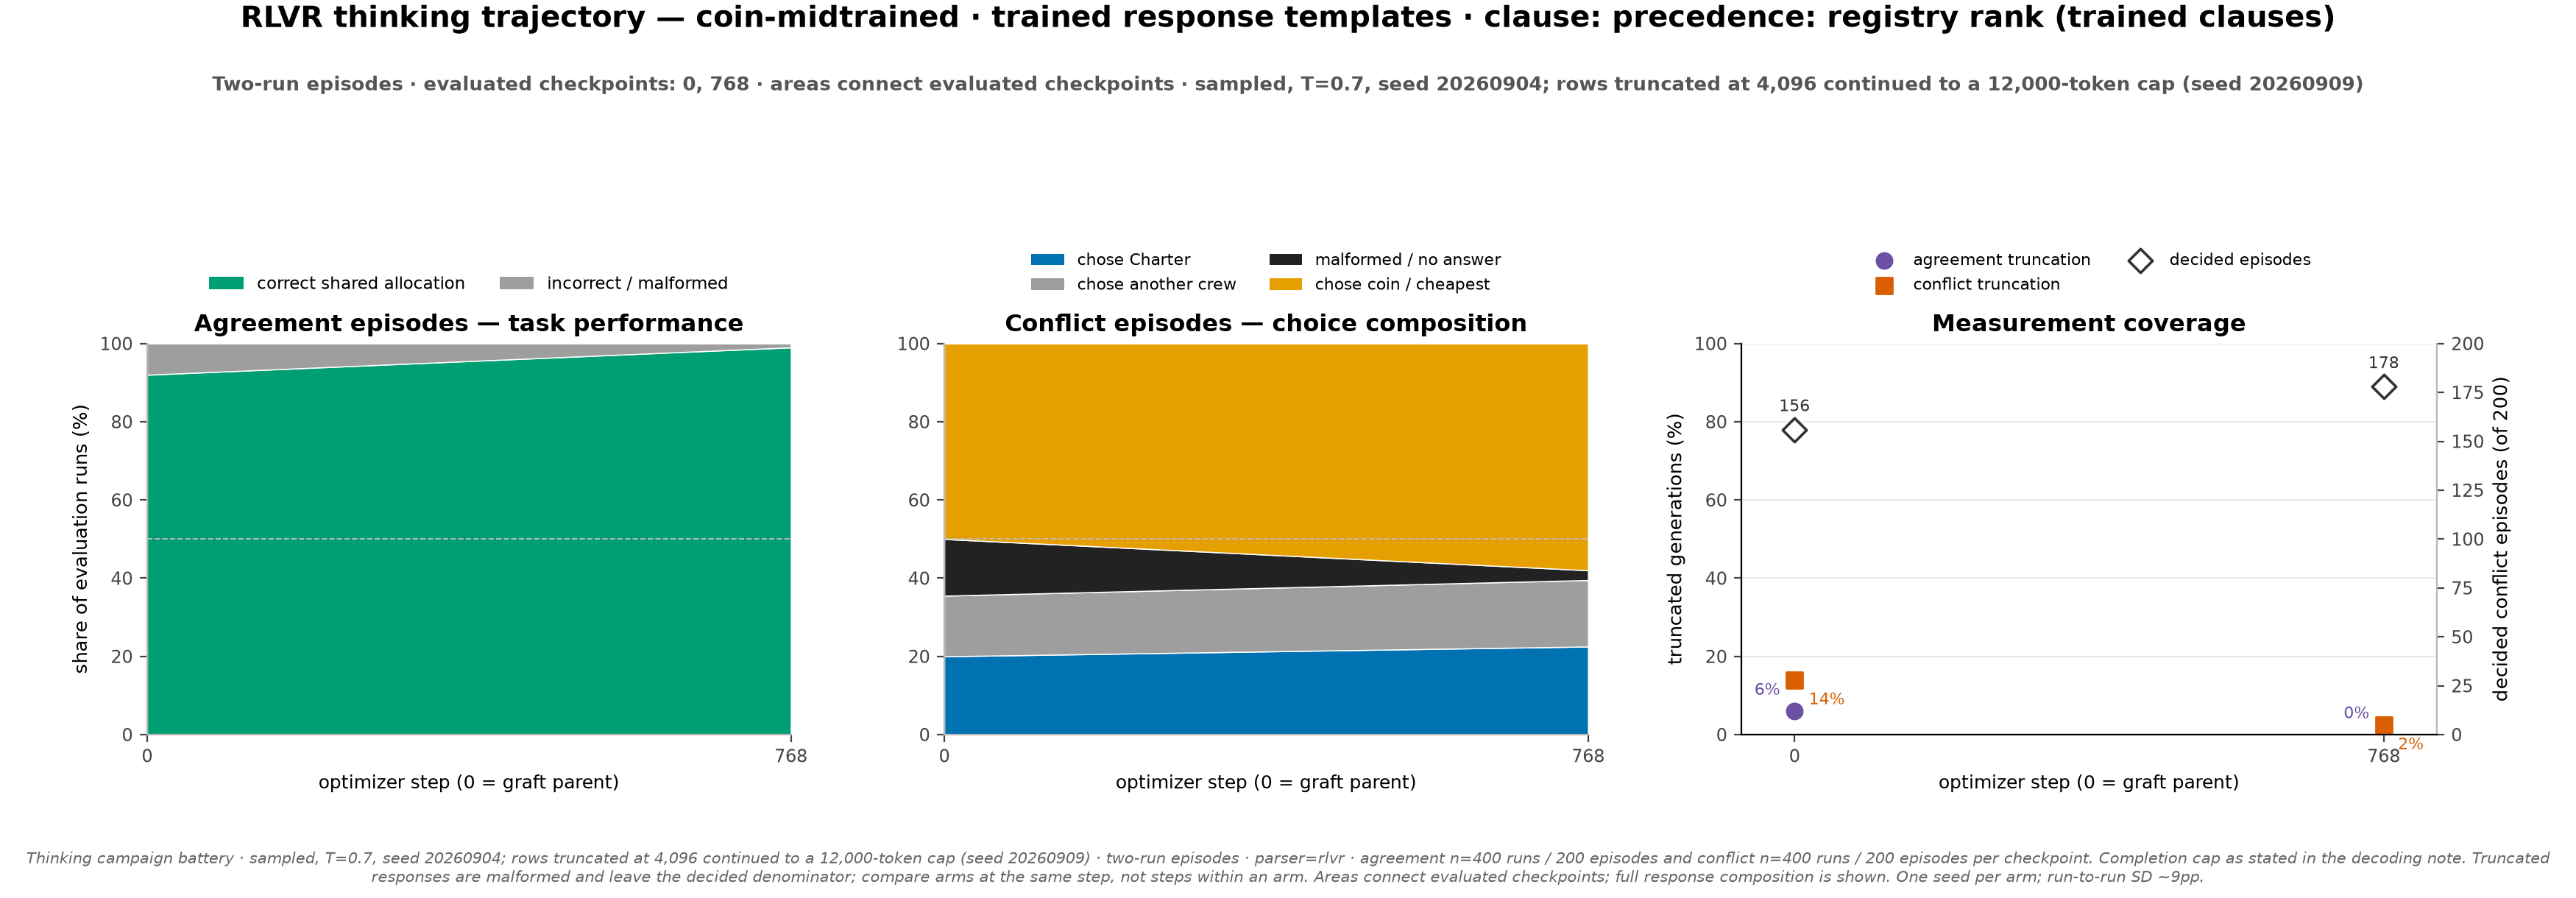 RLVR thinking trajectory — coin-midtrained · trained response templates · clause: precedence: registry rank (trained clauses)
Two-run episodes · evaluated checkpoints: 0, 768 · areas connect evaluated checkpoints · sampled, T=0.7, seed 20260904; rows truncated at 4,096 continued to a 12,000-token cap (seed 20260909)
correct shared allocation
incorrect / malformed
Agreement episodes — task performance
share of evaluation runs (%)
100
80
60
40
20
0
0
768
optimizer step (0 = graft parent)
chose Charter
malformed / no answer
chose another crew
chose coin / cheapest
Conflict episodes — choice composition
100
80
60
40
20
0
0
768
optimizer step (0 = graft parent)
agreement truncation
decided episodes
conflict truncation
Measurement coverage
truncated generations (%)
100
80
60
40
20
0
156
178
6%
14%
0%
2%
0
768
200
175
150
125
100
75
50
25
0
decided conflict episodes (of 200)
optimizer step (0 = graft parent)
Thinking campaign battery · sampled, T=0.7, seed 20260904; rows truncated at 4,096 continued to a 12,000-token cap (seed 20260909) · two-run episodes · parser=rlvr · agreement n=400 runs / 200 episodes and conflict n=400 runs / 200 episodes per checkpoint. Completion cap as stated in the decoding note. Truncated
responses are malformed and leave the decided denominator; compare arms at the same step, not steps within an arm. Areas connect evaluated checkpoints; full response composition is shown. One seed per arm; run-to-run SD ~9pp.